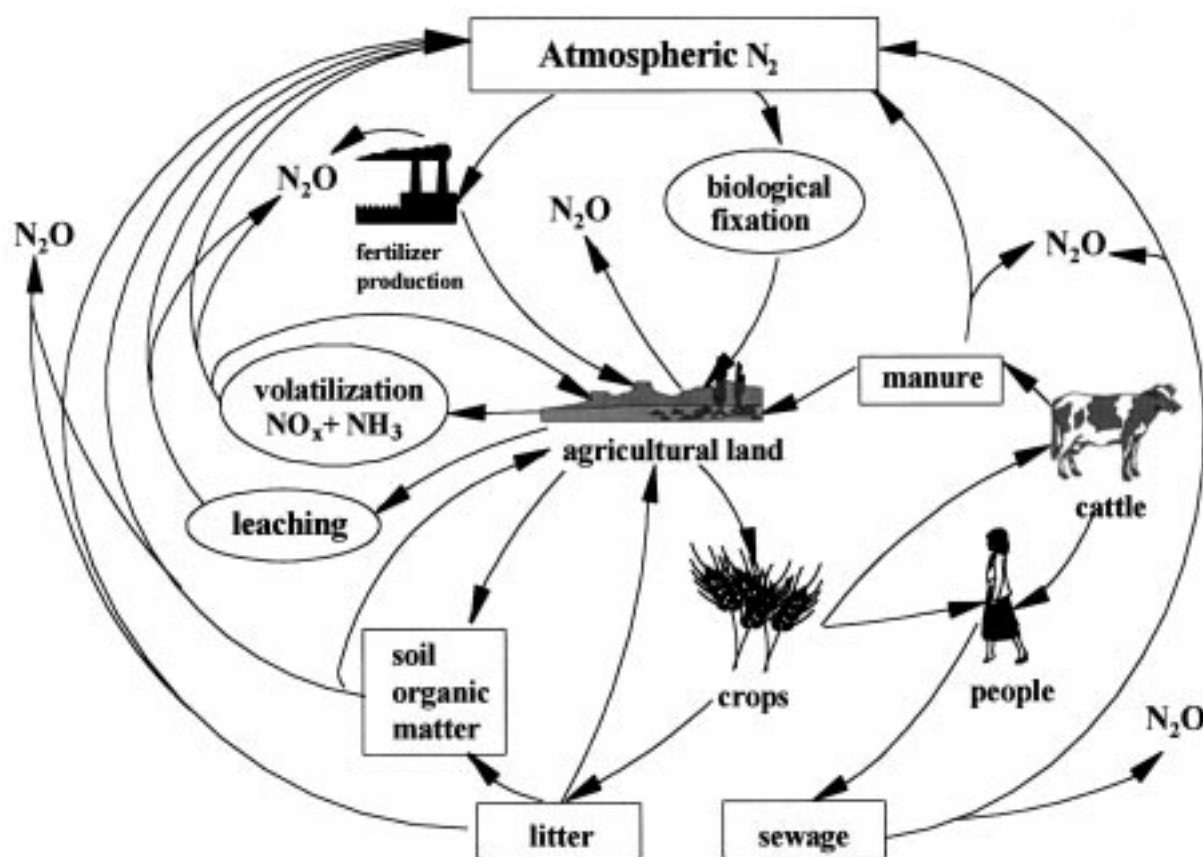 Atmospheric N₂
N₂O
biological
fixation
N₂O
N₂O
N₂O
fertilizer
production
volatilization
NOₓ+ NH₃
manure
agricultural land
leaching
cattle
soil
organic
matter
crops
people
N₂O
litter
sewage